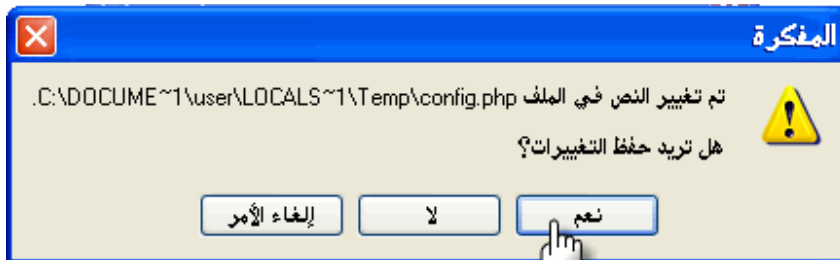 المفكرة
تم تغيير النص في الملف C:\DOCUME~1\user\LOCALS~1\Temp\config.php.
هل تريد حفظ التغييرات؟
نعم
لا
إلغاء الأمر